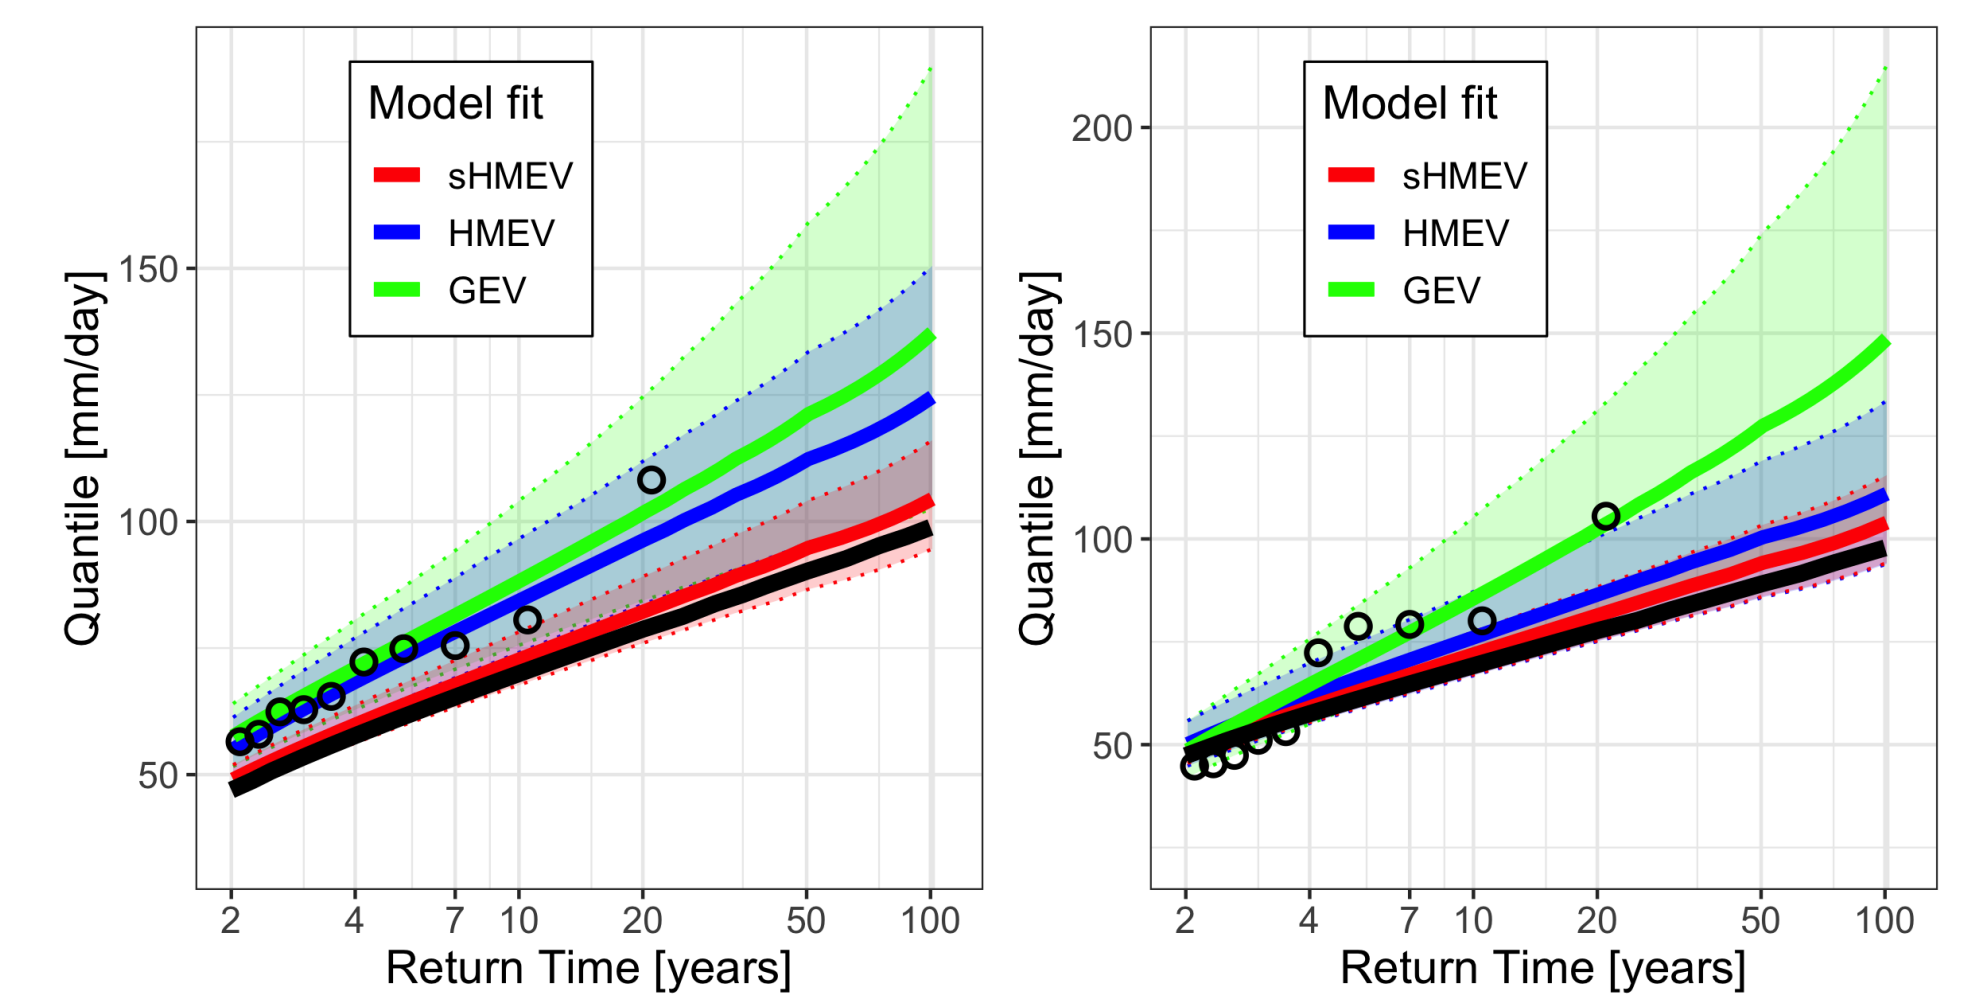 Model fit
sHMEV
HMEV
GEV
150
100
50
Quantile [mm/day]
2 4 7 10 20 50 100
Return Time [years]
Model fit
sHMEV
HMEV
GEV
200
150
100
50
Quantile [mm/day]
2 4 7 10 20 50 100
Return Time [years]